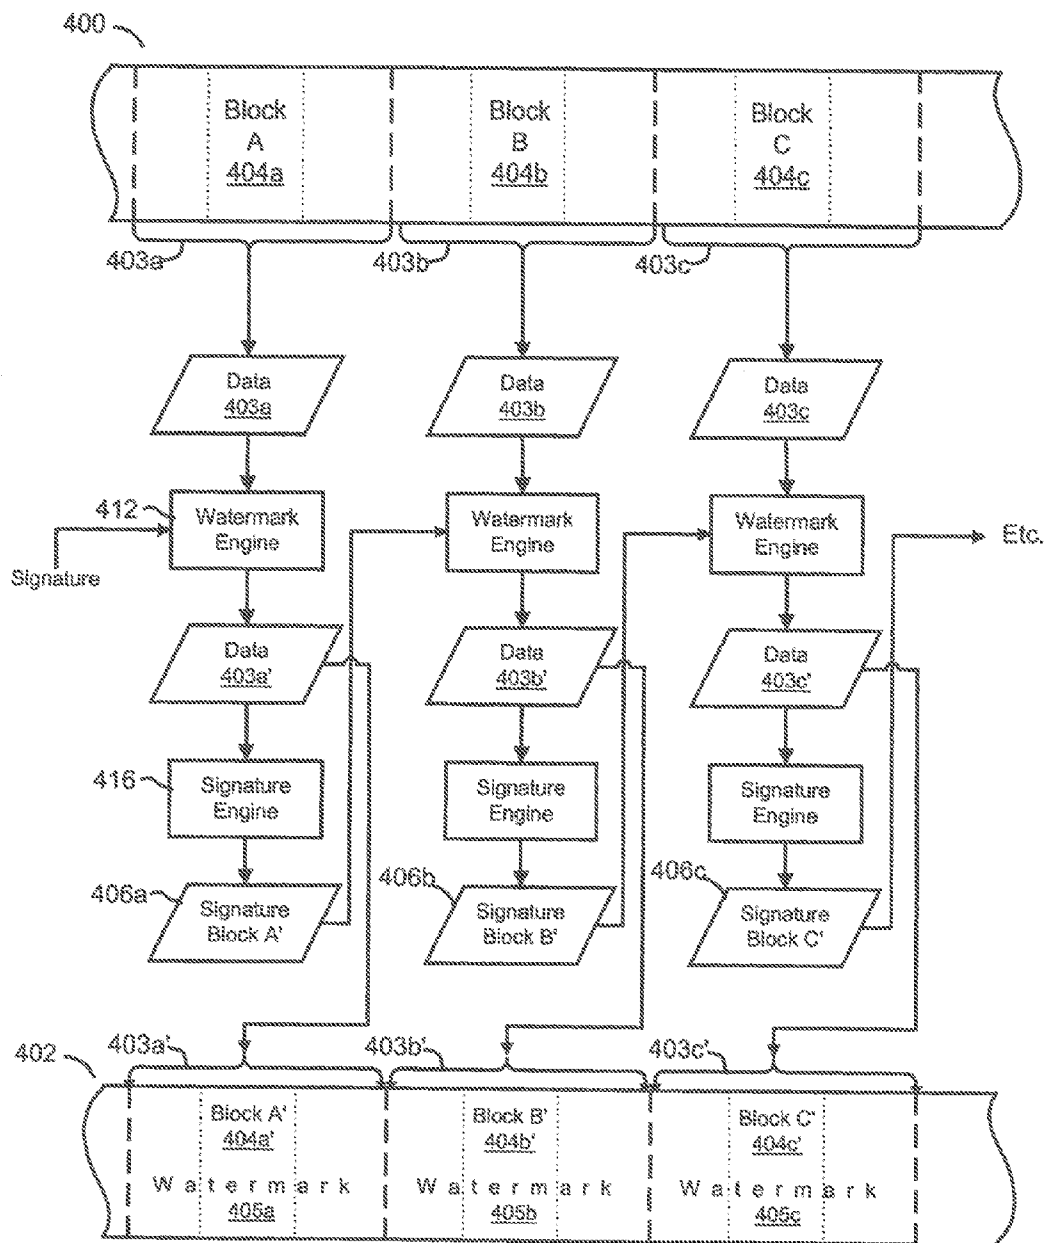 400
Block
A
404a
Block
B
404b
Block
C
404c
403a
403b
403c
Data
403a
Data
403b
Data
403c
412
Signature
Watermark
Engine
Watermark
Engine
Watermark
Engine
Etc.
Data
403a'
Data
403b'
Data
403c'
416
Signature
Engine
Signature
Engine
Signature
Engine
406a
Signature
Block A'
406b
Signature
Block B'
406c
Signature
Block C'
402
403a'
403b'
403c'
Block A'
404a'
Block B'
404b'
Block C'
404c'
Watermark
405a
Watermark
405b
Watermark
405c